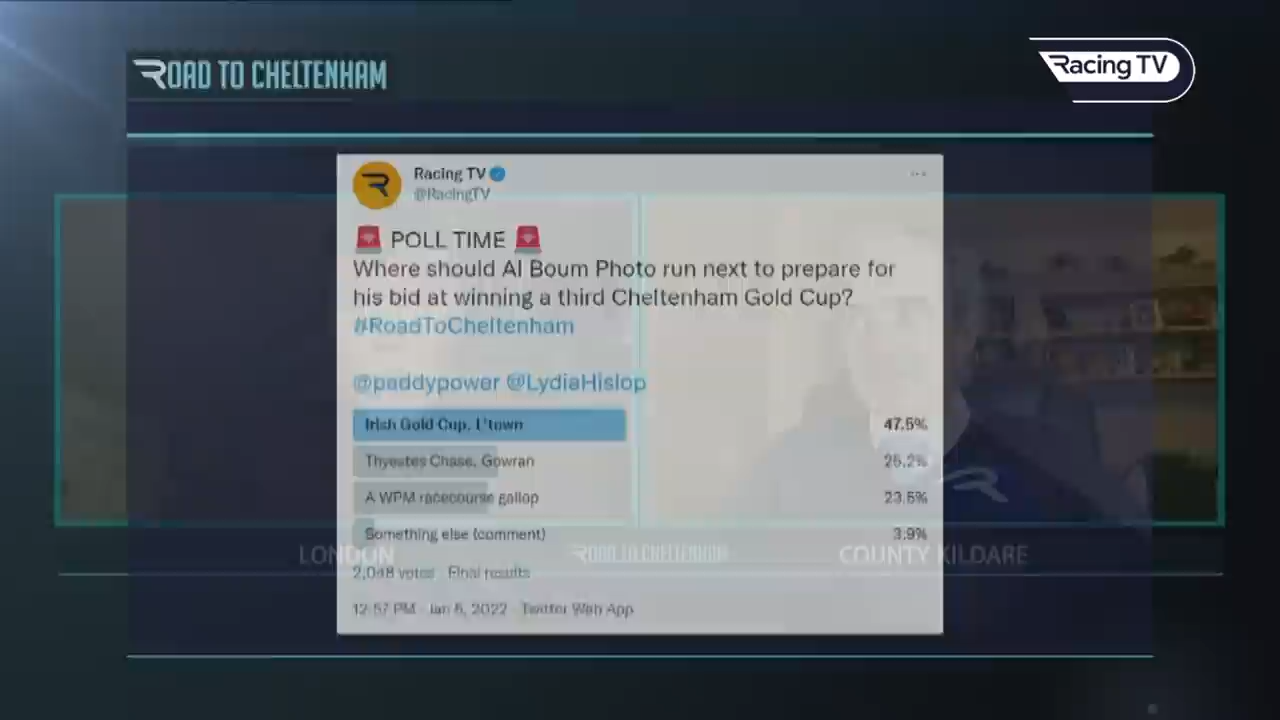 ROAD TO CHELTENHAM
Racing TV
Racing TV
@RacingTV
POLL TIME
Where should Al Boum Photo run next to prepare for
his bid at winning a third Cheltenham Gold Cup?
#RoadToCheltenham
@paddypower @LydiaHislop
Irish Gold Cup, L'town 47.5%
Thyestes Chase, Gowran 25.2%
A WPM racecourse gallop 23.5%
Something else (comment) 3.9%
LONDON ROAD TO CHELTENHAM COUNTY KILDARE
2,048 votes · Final results
12:57 PM · Jan 6, 2022 · Twitter Web App